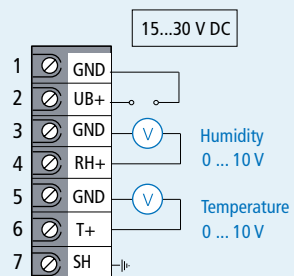 15...30 V DC
1 GND
2 UB+
3 GND
V
Humidity
4 RH+
0 ... 10 V
5 GND
V
Temperature
6 T+
0 ... 10 V
7 SH